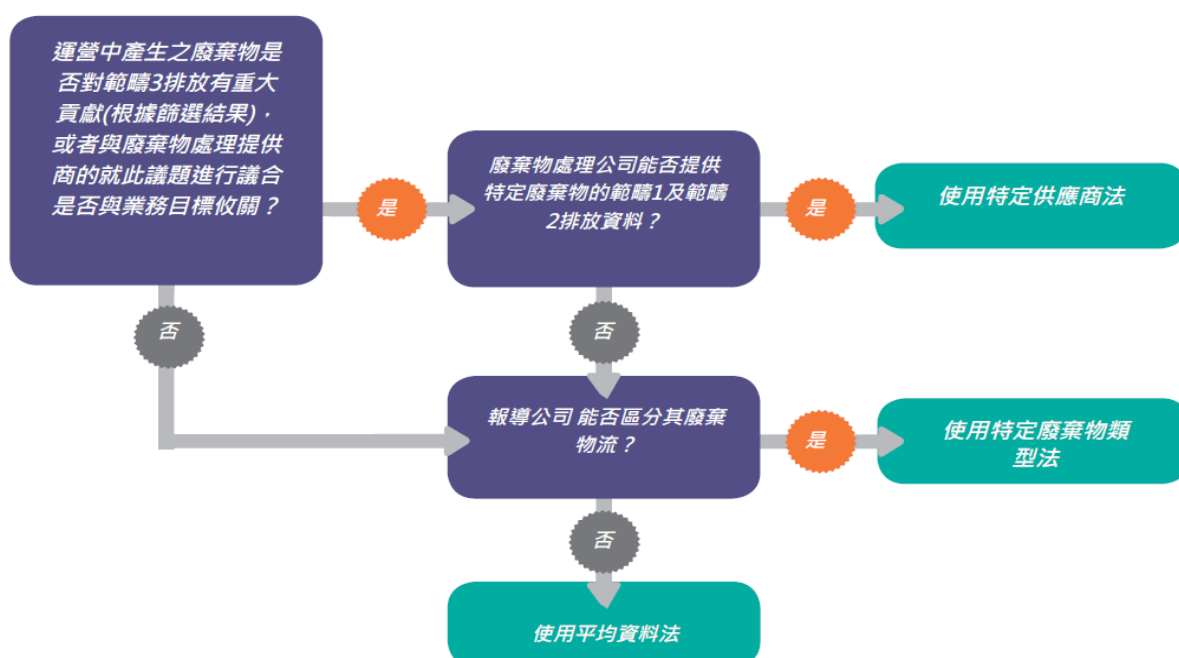 運營中產生之廢棄物是
否對範疇3排放有重大
貢獻(根據篩選結果)，
或者與廢棄物處理提供
商的就此議題進行議合
是否與業務目標攸關？
是
廢棄物處理公司能否提供
特定廢棄物的範疇1及範疇
2排放資料？
是
使用特定供應商法
否
否
報導公司 能否區分其廢棄
物流？
是
使用特定廢棄物類
型法
否
使用平均資料法